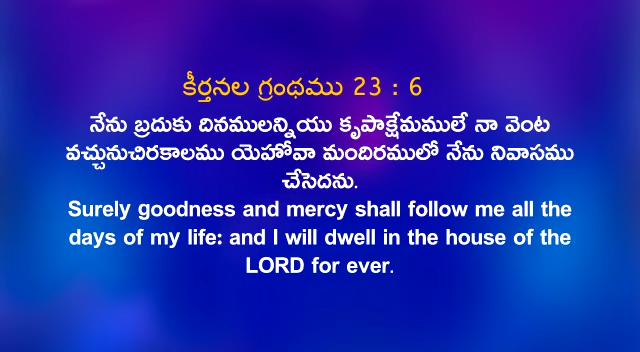 కీర్తనల గ్రంథము 23 : 6
నేను బ్రదుకు దినములన్నియు కృపాక్షేమములే నా వెంట
వచ్చునుచిరకాలము యెహోవా మందిరములో నేను నివాసము
చేసెదను.
Surely goodness and mercy shall follow me all the
days of my life: and I will dwell in the house of the
LORD for ever.